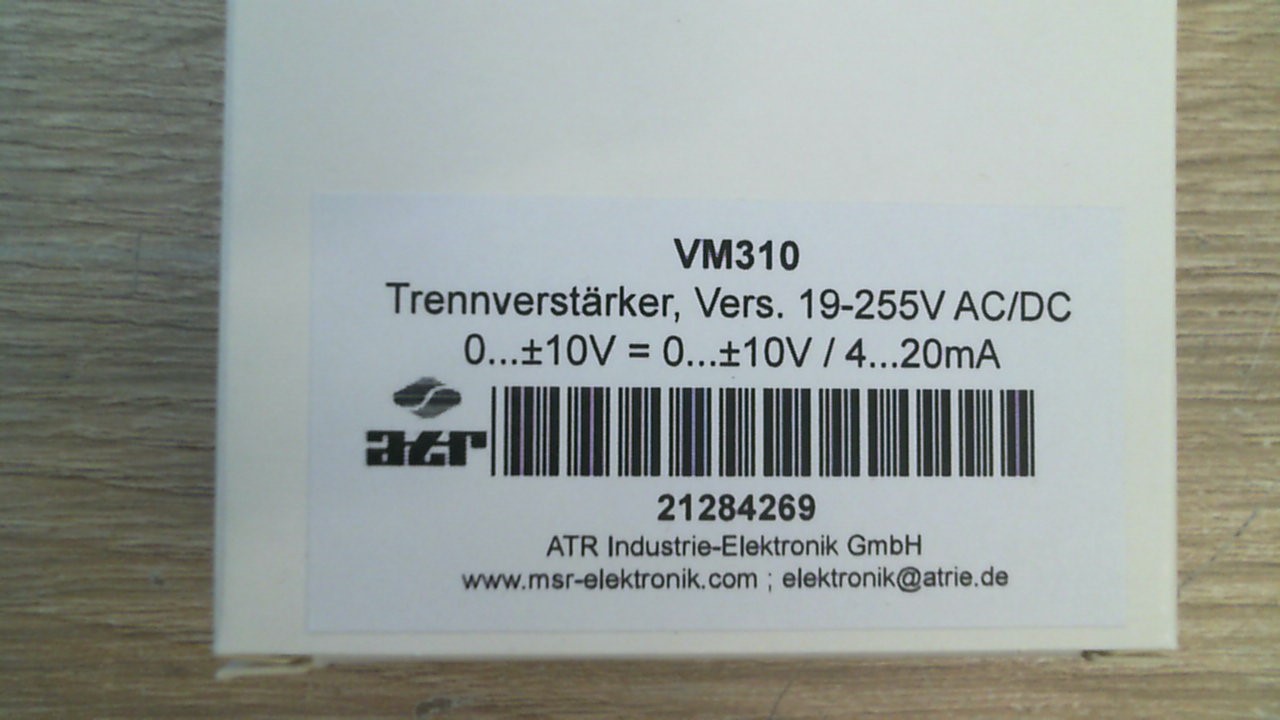 VM310
Trennverstärker, Vers. 19-255V AC/DC
0...±10V = 0...±10V / 4...20mA
atr
21284269
ATR Industrie-Elektronik GmbH
www.msr-elektronik.com ; elektronik@atrie.de